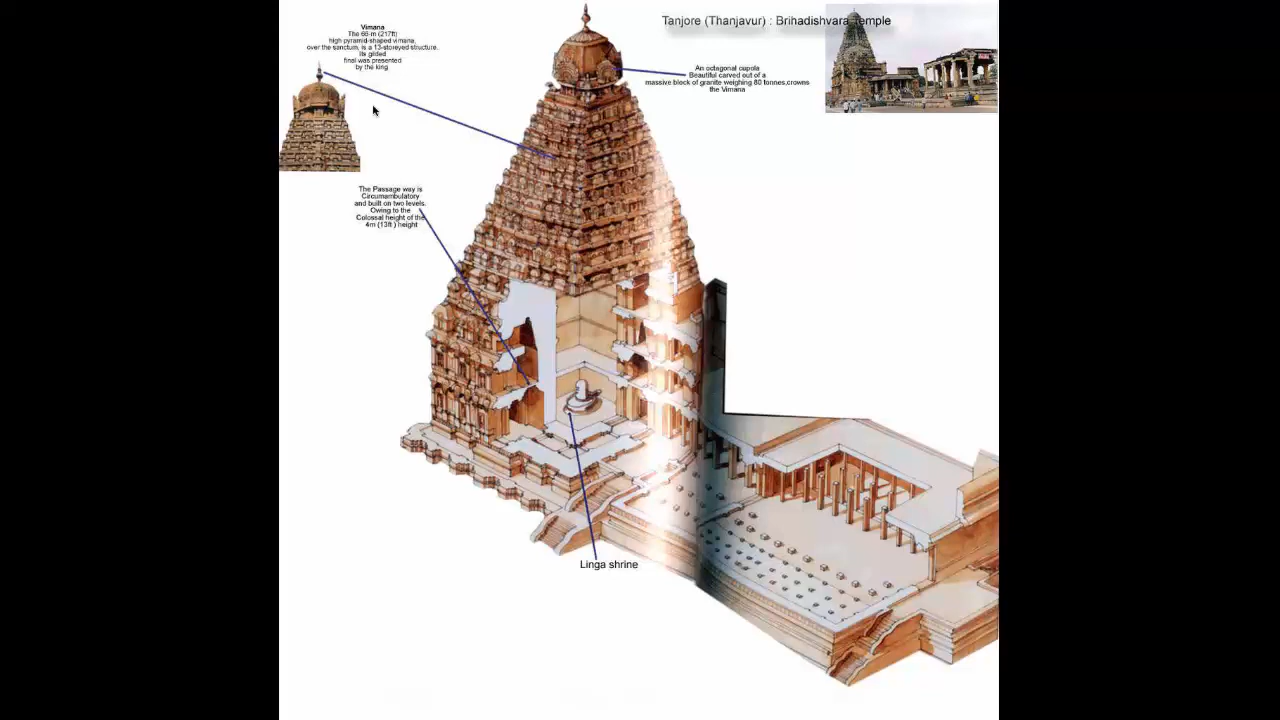 Tanjore (Thanjavur) : Brihadishvara Temple
Vimana
The 66-m (217ft)
high pyramid-shaped vimana,
over the sanctum, is a 13-storeyed structure.
Its gilded
finial was presented
by the king
An octagonal cupola
Beautiful carved out of a
massive block of granite weighing 80 tonnes,crowns
the Vimana
The Passage way is
Circumambulatory
and built on two levels.
Owing to the
Colossal height of the
4m (13ft ) height
Linga shrine